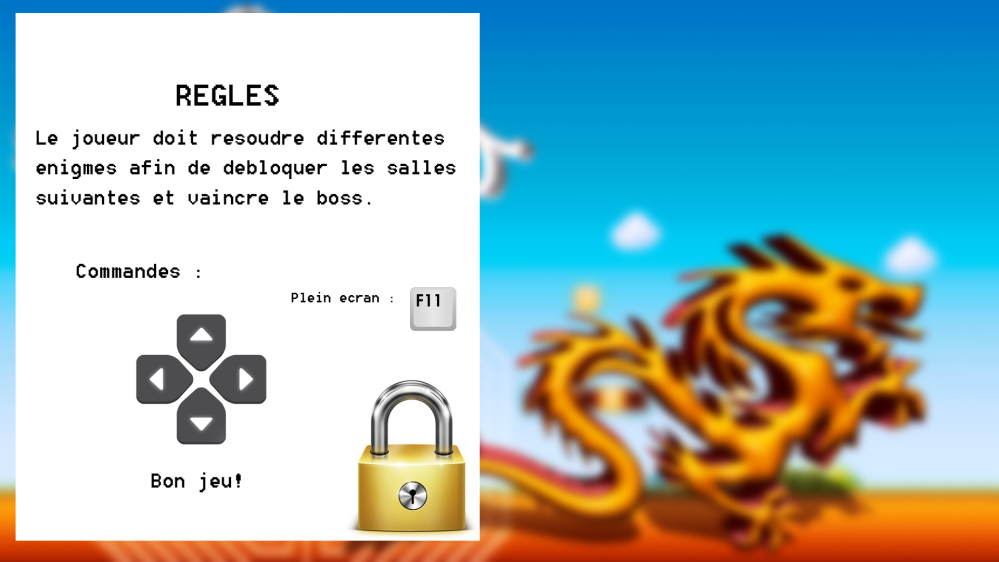 REGLES
Le joueur doit resoudre differentes
enigmes afin de debloquer les salles
suivantes et vaincre le boss.
Commandes :
Plein ecran :
F11
Bon jeu!